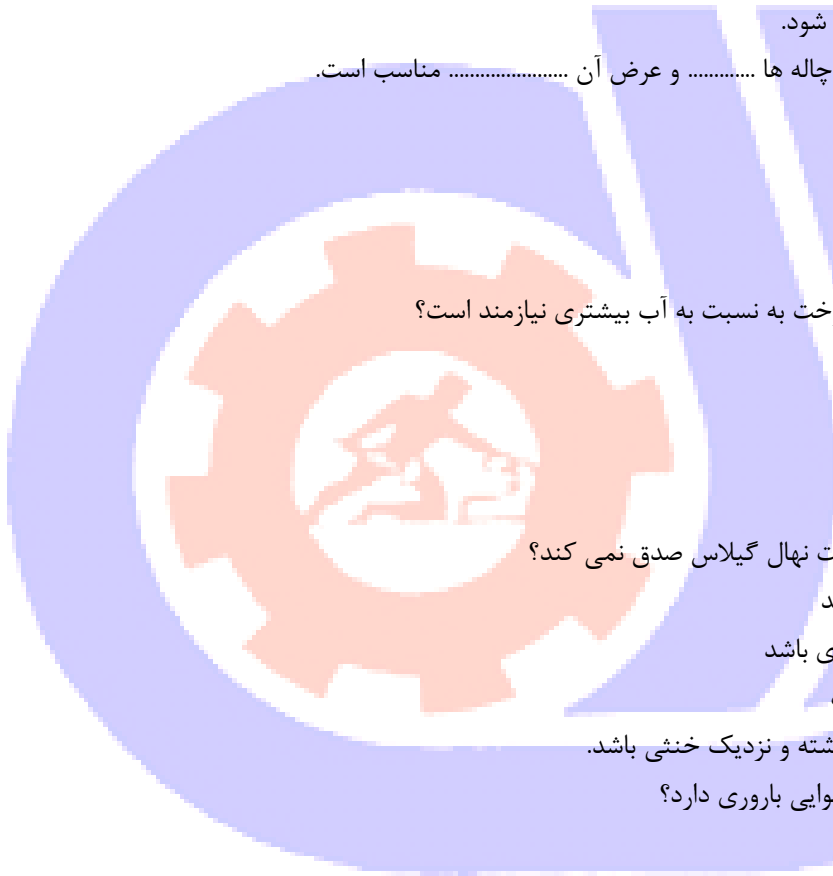 شود.
چاله ها ............. و عرض آن ....................... مناسب است.
خت به نسبت به آب بیشتری نیازمند است؟
ت نهال گیلاس صدق نمی کند؟
د
ی باشد
شته و نزدیک خنثی باشد.
وایی باروری دارد؟